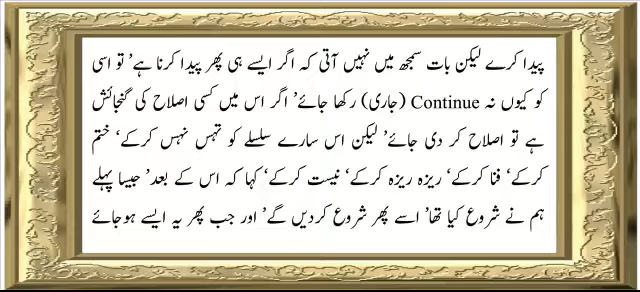 پیدا کرے لیکن بات سمجھ میں نہیں آتی کہ اگر ایسے ہی پھر پیدا کرنا ہے’ تو اسی
کو کیوں نہ Continue (جاری) رکھا جائے’ اگر اس میں کسی اصلاح کی گنجائش
ہے تو اصلاح کر دی جائے’ لیکن اس سارے سلسلے کو تہس نہس کرکے‘ ختم
کرکے‘ فنا کرکے‘ ریزہ ریزہ کرکے‘ نیست کرکے‘ کہا کہ اس کے بعد’ جیسا پہلے
ہم نے شروع کیا تھا’ اسے پھر شروع کردیں گے’ اور جب پھر یہ ایسے ہوجائے